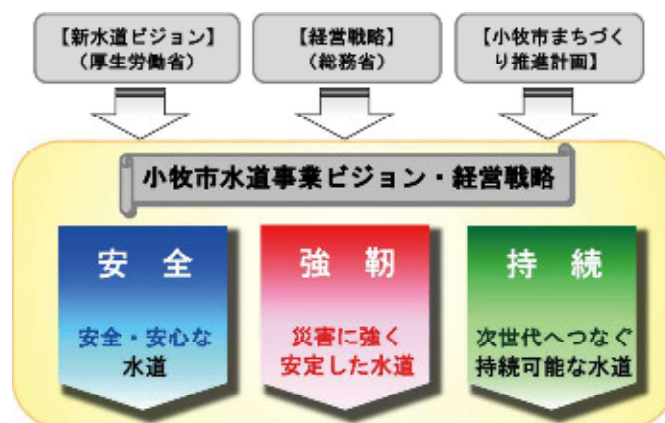 【新水道ビジョン】
（厚生労働省）
【経営戦略】
（総務省）
【小牧市まちづく
り推進計画】
小牧市水道事業ビジョン・経営戦略
安 全
安全・安心な
水道
強 靭
災害に強く
安定した水道
持 続
次世代へつなぐ
持続可能な水道